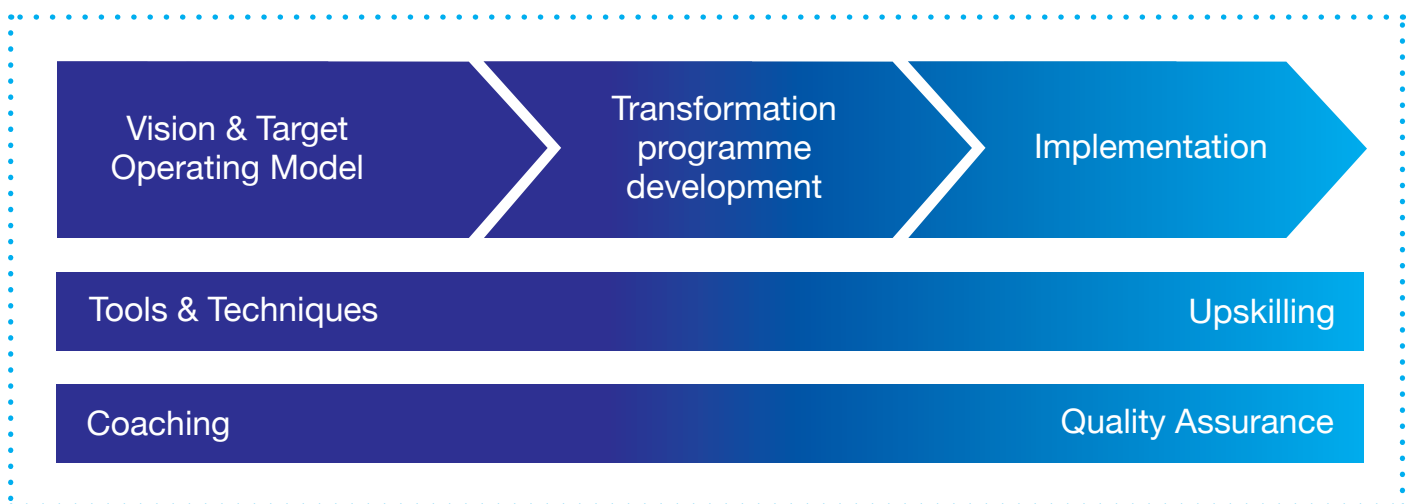 Vision & Target
Operating Model
Transformation
programme
development
Implementation
Tools & Techniques
Upskilling
Coaching
Quality Assurance